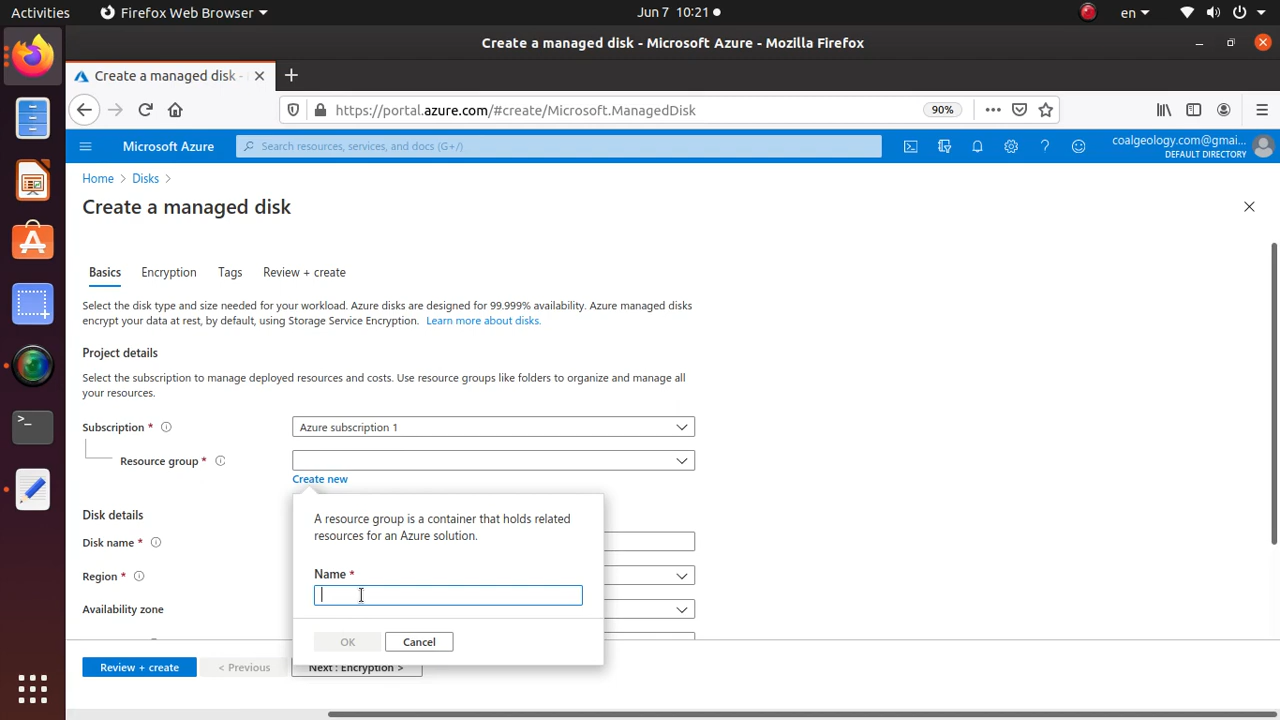 Activities
Firefox Web Browser
Jun 7 10:21
en
Create a managed disk - Microsoft Azure - Mozilla Firefox
Create a managed disk -
https://portal.azure.com/#create/Microsoft.ManagedDisk
90%
Microsoft Azure
Search resources, services, and docs (G+/)
coalgeology.com@gmai...
DEFAULT DIRECTORY
Home > Disks >
Create a managed disk
Basics
Encryption
Tags
Review + create
Select the disk type and size needed for your workload. Azure disks are designed for 99.999% availability. Azure managed disks
encrypt your data at rest, by default, using Storage Service Encryption. Learn more about disks.
Project details
Select the subscription to manage deployed resources and costs. Use resource groups like folders to organize and manage all
your resources.
Subscription *
Azure subscription 1
Resource group *
Create new
A resource group is a container that holds related
resources for an Azure solution.
Name *
OK
Cancel
Disk details
Disk name *
Region *
Availability zone
Review + create
< Previous
Next : Encryption >